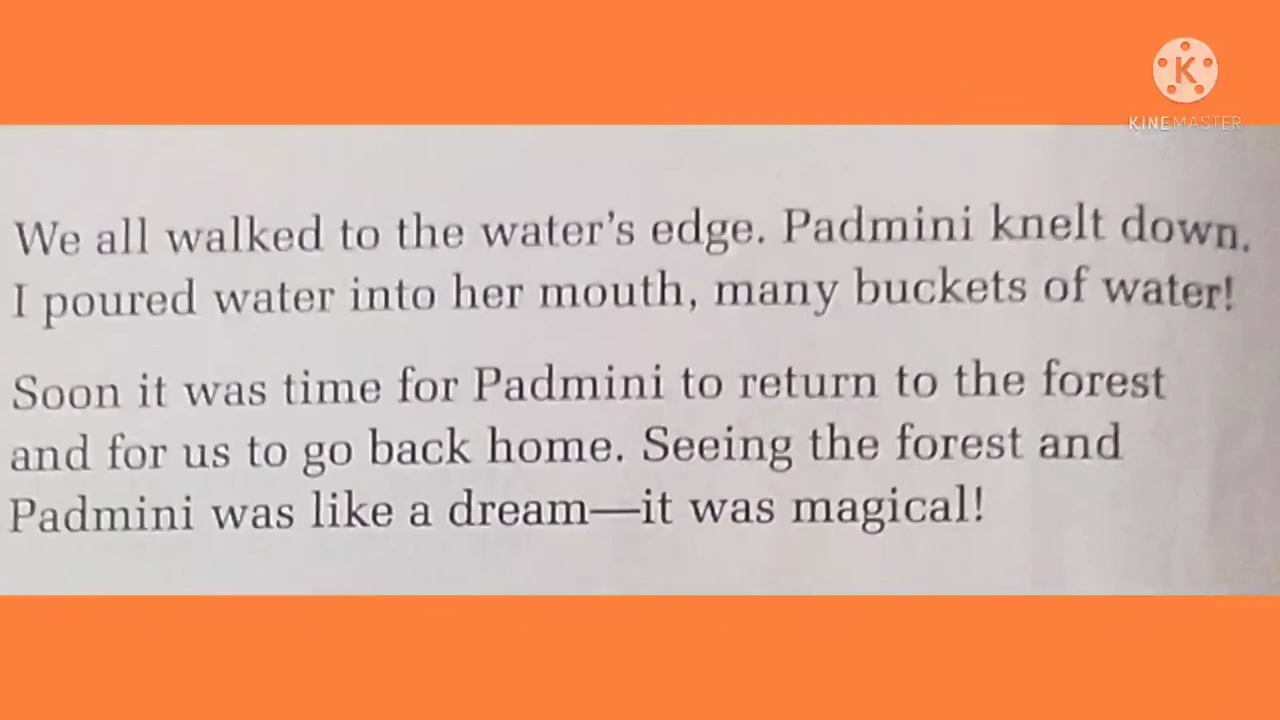 K
KINEMASTER
We all walked to the water's edge. Padmini knelt down.
I poured water into her mouth, many buckets of water!
Soon it was time for Padmini to return to the forest
and for us to go back home. Seeing the forest and
Padmini was like a dream—it was magical!